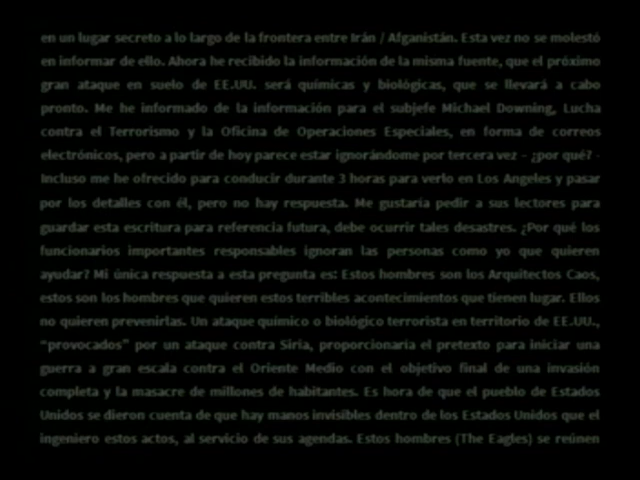 en un lugar secreto a lo largo de la frontera entre Irán / Afganistán. Esta vez no se molestó
en informar de ello. Ahora he recibido la información de la misma fuente, que el próximo
gran ataque en suelo de EE.UU. será químicas y biológicas, que se llevará a cabo
pronto. Me he informado de la información para el subjefe Michael Downing, Lucha
contra el Terrorismo y la Oficina de Operaciones Especiales, en forma de correos
electrónicos, pero a partir de hoy parece estar ignorándome por tercera vez - ¿por qué? -
Incluso me he ofrecido para conducir durante 3 horas para verlo en Los Angeles y pasar
por los detalles con él, pero no hay respuesta. Me gustaría pedir a sus lectores para
guardar esta escritura para referencia futura, debe ocurrir tales desastres. ¿Por qué los
funcionarios importantes responsables ignoran las personas como yo que quieren
ayudar? Mi única respuesta a esta pregunta es: Estos hombres son los Arquitectos Caos,
estos son los hombres que quieren estos terribles acontecimientos que tienen lugar. Ellos
no quieren prevenirlas. Un ataque químico o biológico terrorista en territorio de EE.UU.,
"provocados" por un ataque contra Siria, proporcionaría el pretexto para iniciar una
guerra a gran escala contra el Oriente Medio con el objetivo final de una invasión
completa y la masacre de millones de habitantes. Es hora de que el pueblo de Estados
Unidos se dieron cuenta de que hay manos invisibles dentro de los Estados Unidos que el
ingeniero estos actos, al servicio de sus agendas. Estos hombres (The Eagles) se reúnen